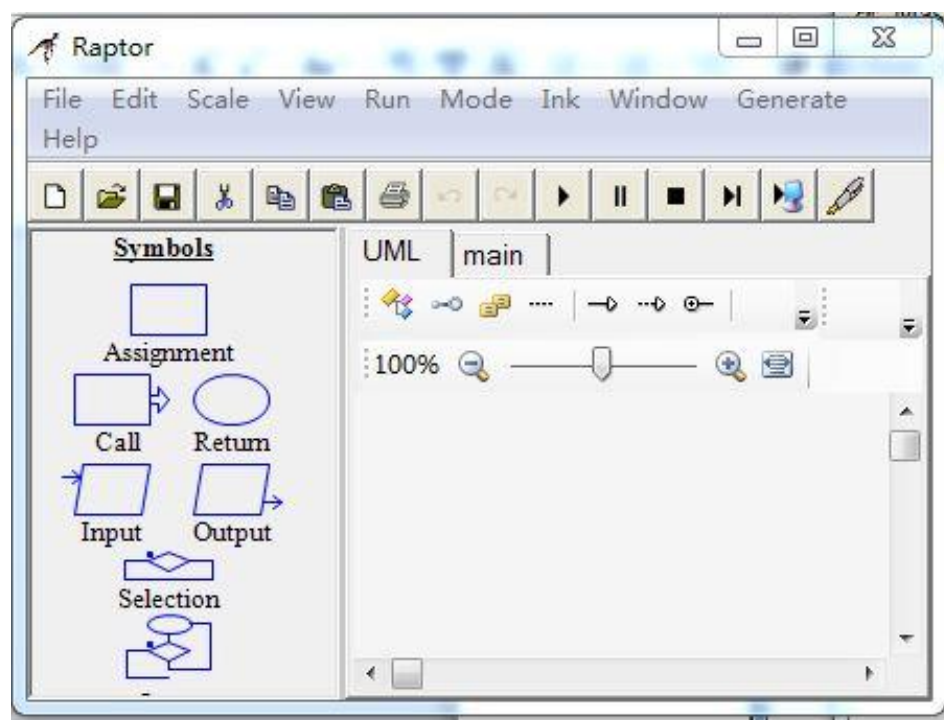 Raptor
File Edit Scale View Run Mode Ink Window Generate
Help
Symbols
UML main
Assignment
100%
Call Return
Input Output
Selection